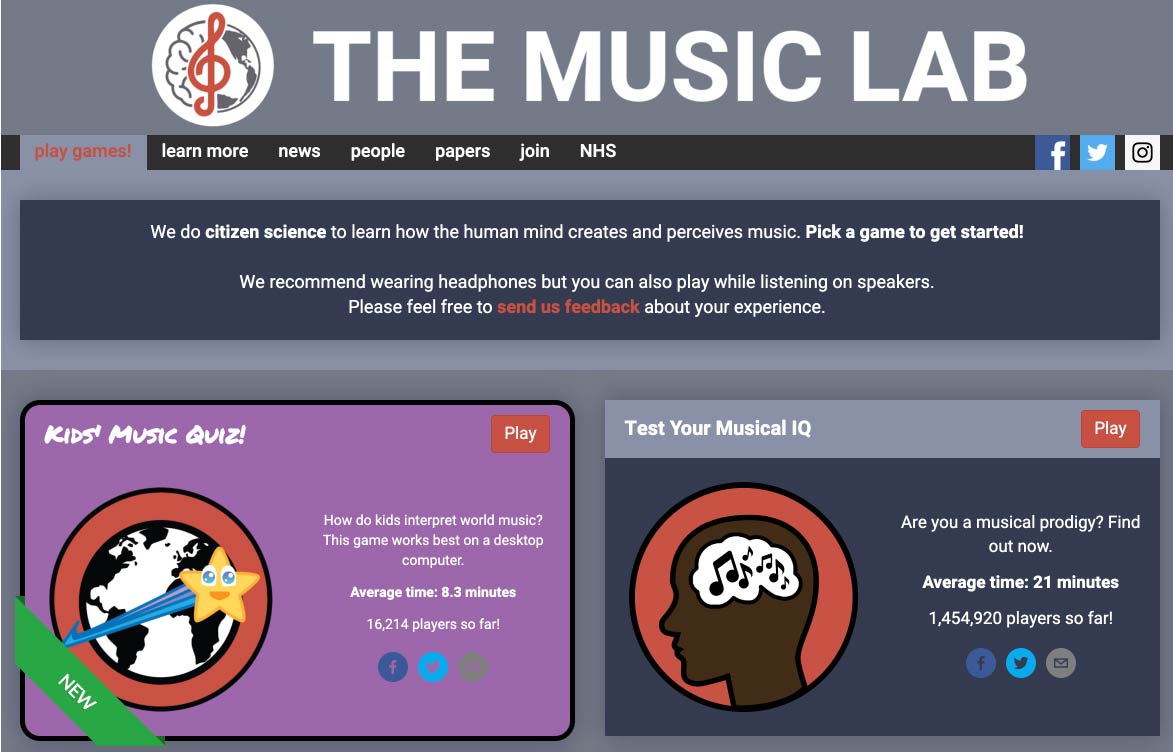 THE MUSIC LAB
play games! learn more news people papers join NHS
We do citizen science to learn how the human mind creates and perceives music. Pick a game to get started!
We recommend wearing headphones but you can also play while listening on speakers.
Please feel free to send us feedback about your experience.
Kids' Music Quiz!
Play
How do kids interpret world music?
This game works best on a desktop
computer.
Average time: 8.3 minutes
16,214 players so far!
NEW
Test Your Musical IQ
Play
Are you a musical prodigy? Find
out now.
Average time: 21 minutes
1,454,920 players so far!